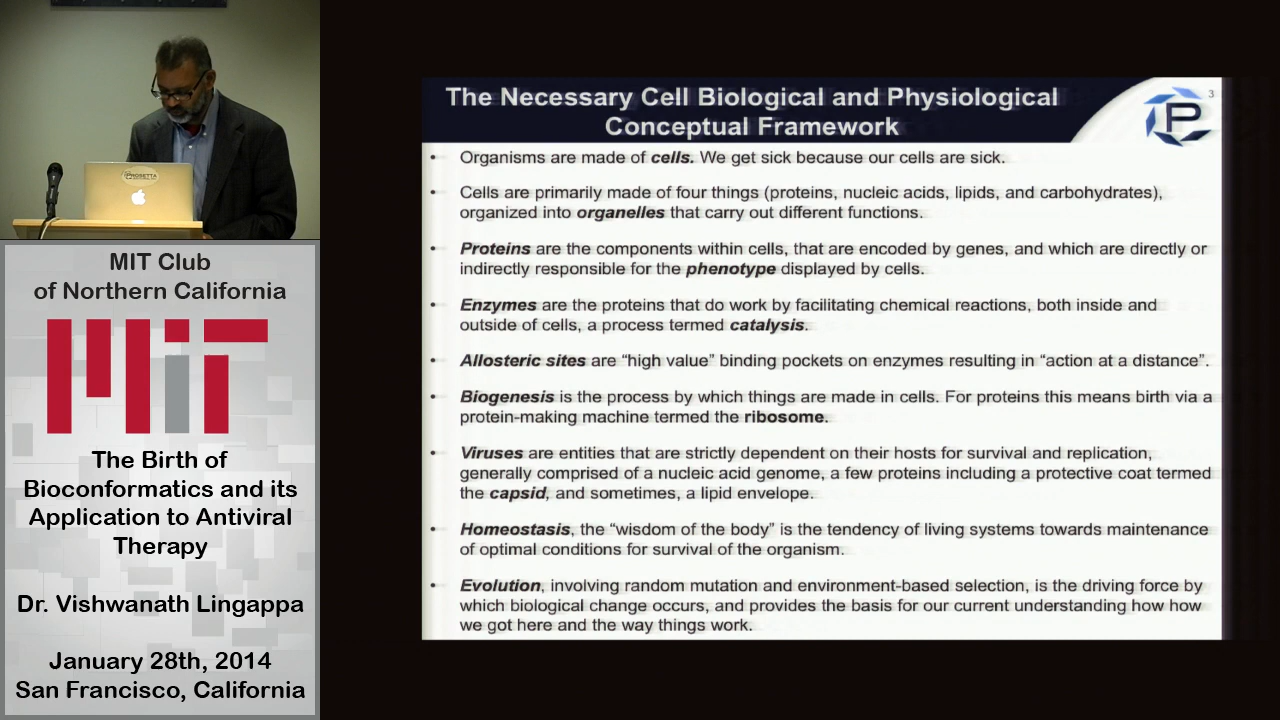 PROSETTA
MIT Club
of Northern California
MIT
The Birth of
Bioconformatics and its
Application to Antiviral
Therapy
Dr. Vishwanath Lingappa
January 28th, 2014
San Francisco, California
The Necessary Cell Biological and Physiological
Conceptual Framework
P
3
• Organisms are made of cells. We get sick because our cells are sick.
• Cells are primarily made of four things (proteins, nucleic acids, lipids, and carbohydrates),
organized into organelles that carry out different functions.
• Proteins are the components within cells, that are encoded by genes, and which are directly or
indirectly responsible for the phenotype displayed by cells.
• Enzymes are the proteins that do work by facilitating chemical reactions, both inside and
outside of cells, a process termed catalysis.
• Allosteric sites are “high value” binding pockets on enzymes resulting in “action at a distance”.
• Biogenesis is the process by which things are made in cells. For proteins this means birth via a
protein-making machine termed the ribosome.
• Viruses are entities that are strictly dependent on their hosts for survival and replication,
generally comprised of a nucleic acid genome, a few proteins including a protective coat termed
the capsid, and sometimes, a lipid envelope.
• Homeostasis, the “wisdom of the body” is the tendency of living systems towards maintenance
of optimal conditions for survival of the organism.
• Evolution, involving random mutation and environment-based selection, is the driving force by
which biological change occurs, and provides the basis for our current understanding how how
we got here and the way things work.